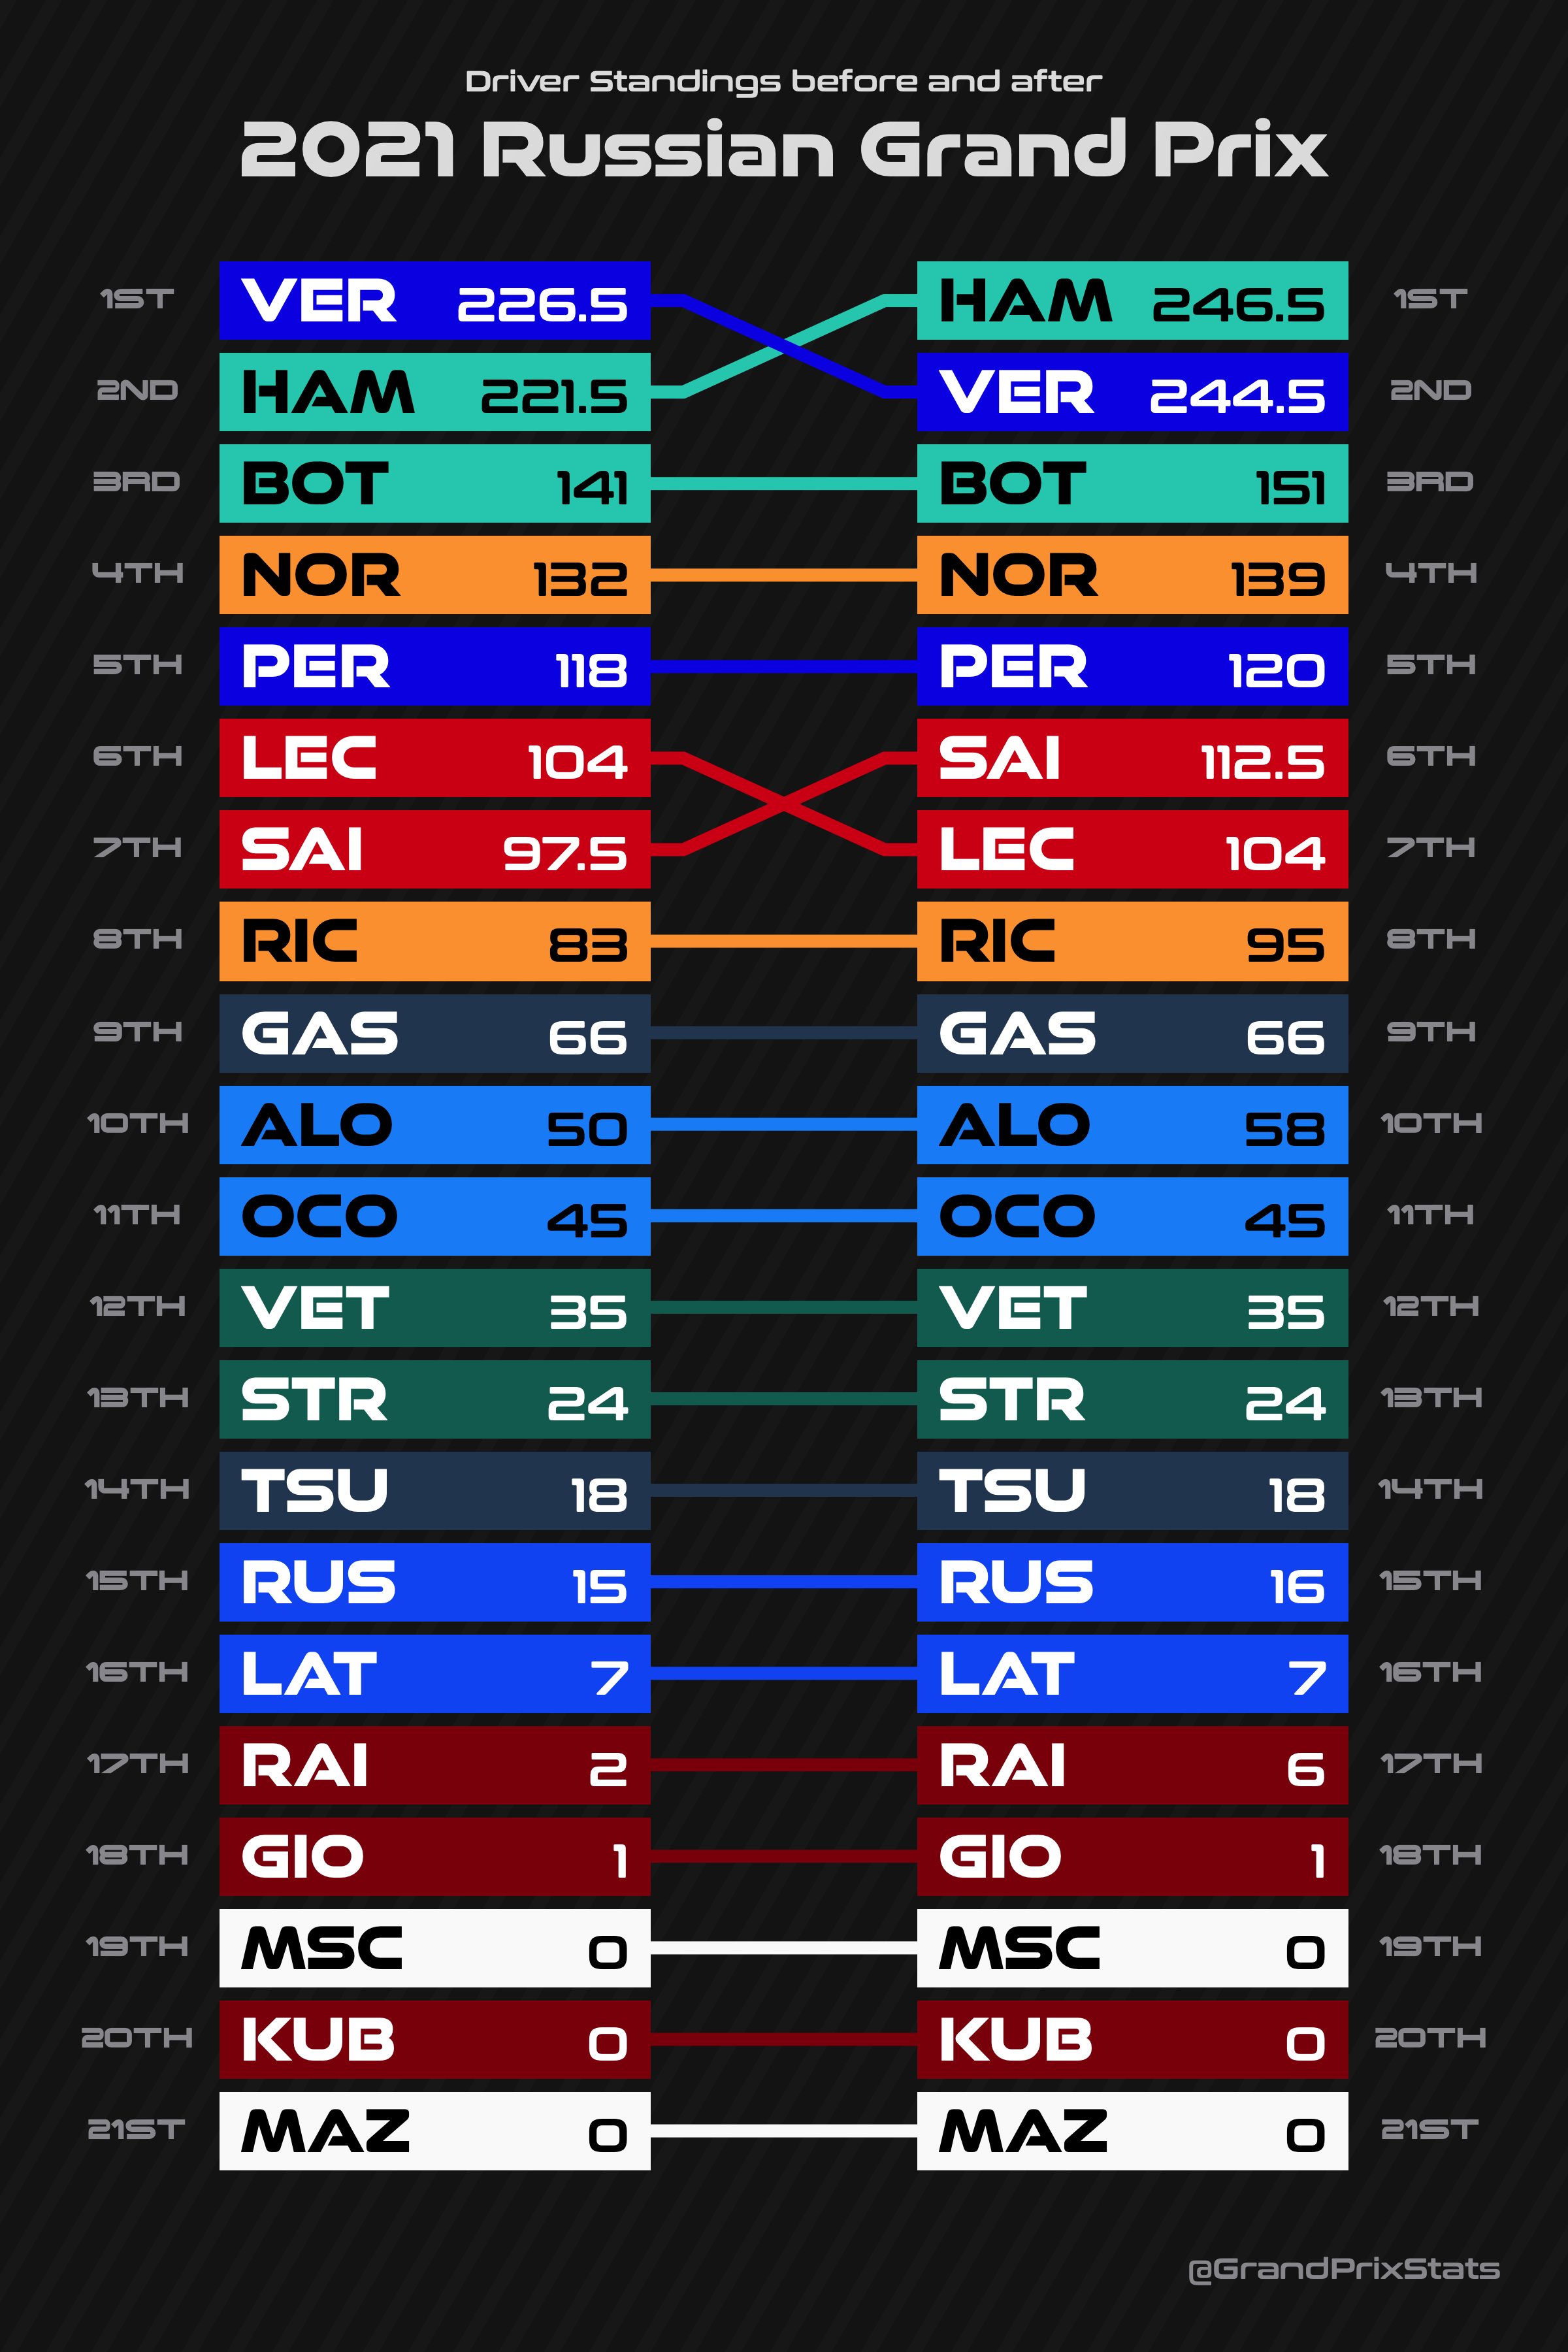 Driver Standings before and after
2021 Russian Grand Prix
1ST VER 226.5 HAM 246.5 1ST
2ND HAM 221.5 VER 244.5 2ND
3RD BOT 141 BOT 151 3RD
4TH NOR 132 NOR 139 4TH
5TH PER 118 PER 120 5TH
6TH LEC 104 SAI 112.5 6TH
7TH SAI 97.5 LEC 104 7TH
8TH RIC 83 RIC 95 8TH
9TH GAS 66 GAS 66 9TH
10TH ALO 50 ALO 58 10TH
11TH OCO 45 OCO 45 11TH
12TH VET 35 VET 35 12TH
13TH STR 24 STR 24 13TH
14TH TSU 18 TSU 18 14TH
15TH RUS 15 RUS 16 15TH
16TH LAT 7 LAT 7 16TH
17TH RAI 2 RAI 6 17TH
18TH GIO 1 GIO 1 18TH
19TH MSC 0 MSC 0 19TH
20TH KUB 0 KUB 0 20TH
21ST MAZ 0 MAZ 0 21ST
@GrandPrixStats